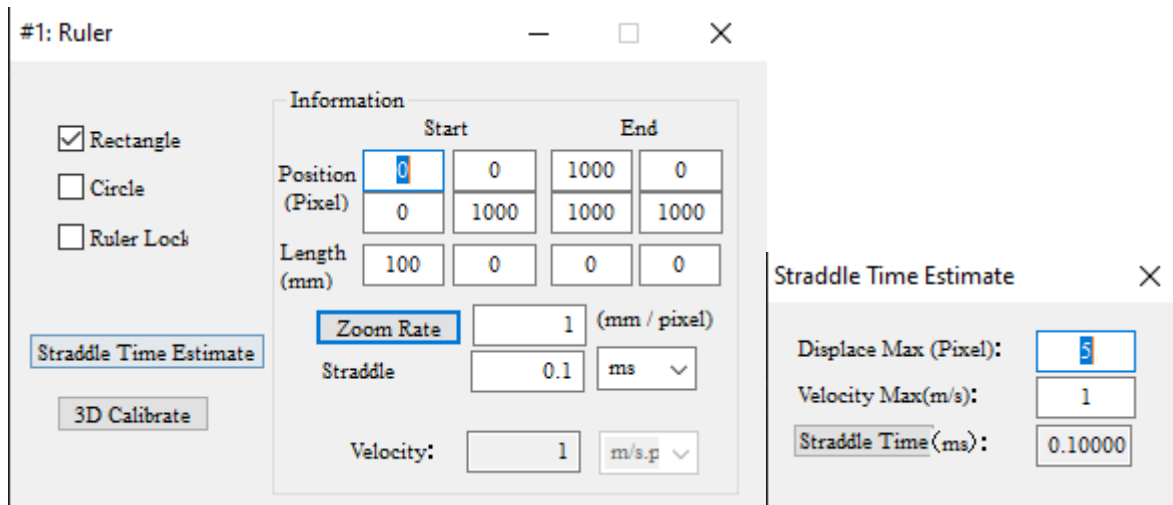 #1: Ruler
Information
Start End
Rectangle
Circle
Ruler Lock
Position (Pixel)
0 0 1000 0
0 1000 1000 1000
Length (mm)
100 0 0 0
Zoom Rate 1 (mm / pixel)
Straddle 0.1 ms
Straddle Time Estimate
3D Calibrate
Velocity: 1 m/s.p
Straddle Time Estimate
Displace Max (Pixel): 5
Velocity Max(m/s): 1
Straddle Time(ms): 0.10000